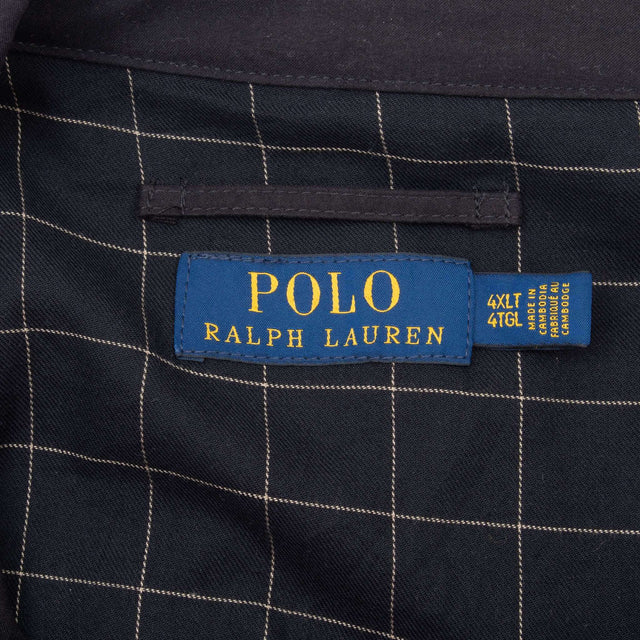 POLO
RALPH LAUREN
4XLT
4TGL
MADE IN
CAMBODIA
FABRIQUÉ AU
CAMBODGE